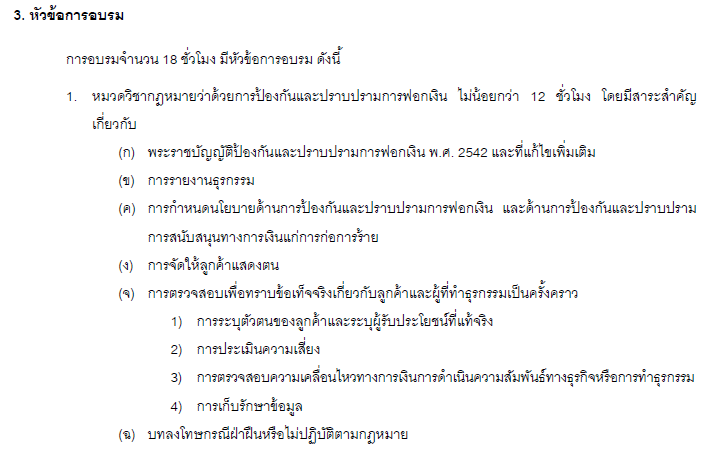 3. หัวข้อการอบรม
การอบรมจำนวน 18 ชั่วโมง มีหัวข้อการอบรม ดังนี้
1. หมวดวิชากฎหมายว่าด้วยการป้องกันและปราบปรามการฟอกเงิน ไม่น้อยกว่า 12 ชั่วโมง โดยมีสาระสำคัญ
เกี่ยวกับ
(ก) พระราชบัญญัติป้องกันและปราบปรามการฟอกเงิน พ.ศ. 2542 และที่แก้ไขเพิ่มเติม
(ข) การรายงานธุรกรรม
(ค) การกำหนดนโยบายด้านการป้องกันและปราบปรามการฟอกเงิน และด้านการป้องกันและปราบปราม
การสนับสนุนทางการเงินแก่การก่อการร้าย
(ง) การจัดให้ลูกค้าแสดงตน
(จ) การตรวจสอบเพื่อทราบข้อเท็จจริงเกี่ยวกับลูกค้าและผู้ที่ทำธุรกรรมเป็นครั้งคราว
1) การระบุตัวตนของลูกค้าและระบุผู้รับประโยชน์ที่แท้จริง
2) การประเมินความเสี่ยง
3) การตรวจสอบความเคลื่อนไหวทางการเงินการดำเนินความสัมพันธ์ทางธุรกิจหรือการทำธุรกรรม
4) การเก็บรักษาข้อมูล
(ฉ) บทลงโทษกรณีฝ่าฝืนหรือไม่ปฏิบัติตามกฎหมาย